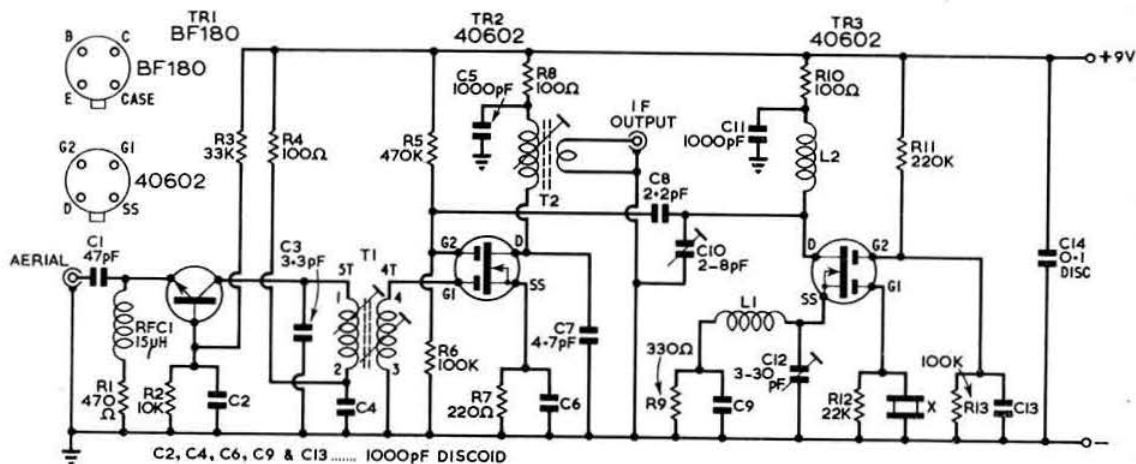 TR1
BF180
TR2
40602
TR3
40602
B C
BF180
E CASE
G2 G1
40602
D SS
+9V
R3
33K
R4
100Ω
C5
1000pF
R8
100Ω
R5
470K
IF
OUTPUT
R10
100Ω
C11
1000pF
L2
R11
220K
T2
C8
2·2pF
C10
2-8pF
C14
0·1
DISC
AERIAL
C1
47pF
C3
3·3pF
T1
5T 4T
1 4
2 3
G2 D
G1 SS
D G2
SS G1
RFC1
15μH
R1
470
Ω
R2
10K
C2
C4
R6
100K
R7
220Ω
C6
C7
4·7pF
L1
330Ω
R9
C9
C12
3-30
pF
R12
22K
X
100K
R13
C13
−
C2, C4, C6, C9 & C13 ...... 1000pF DISCOID